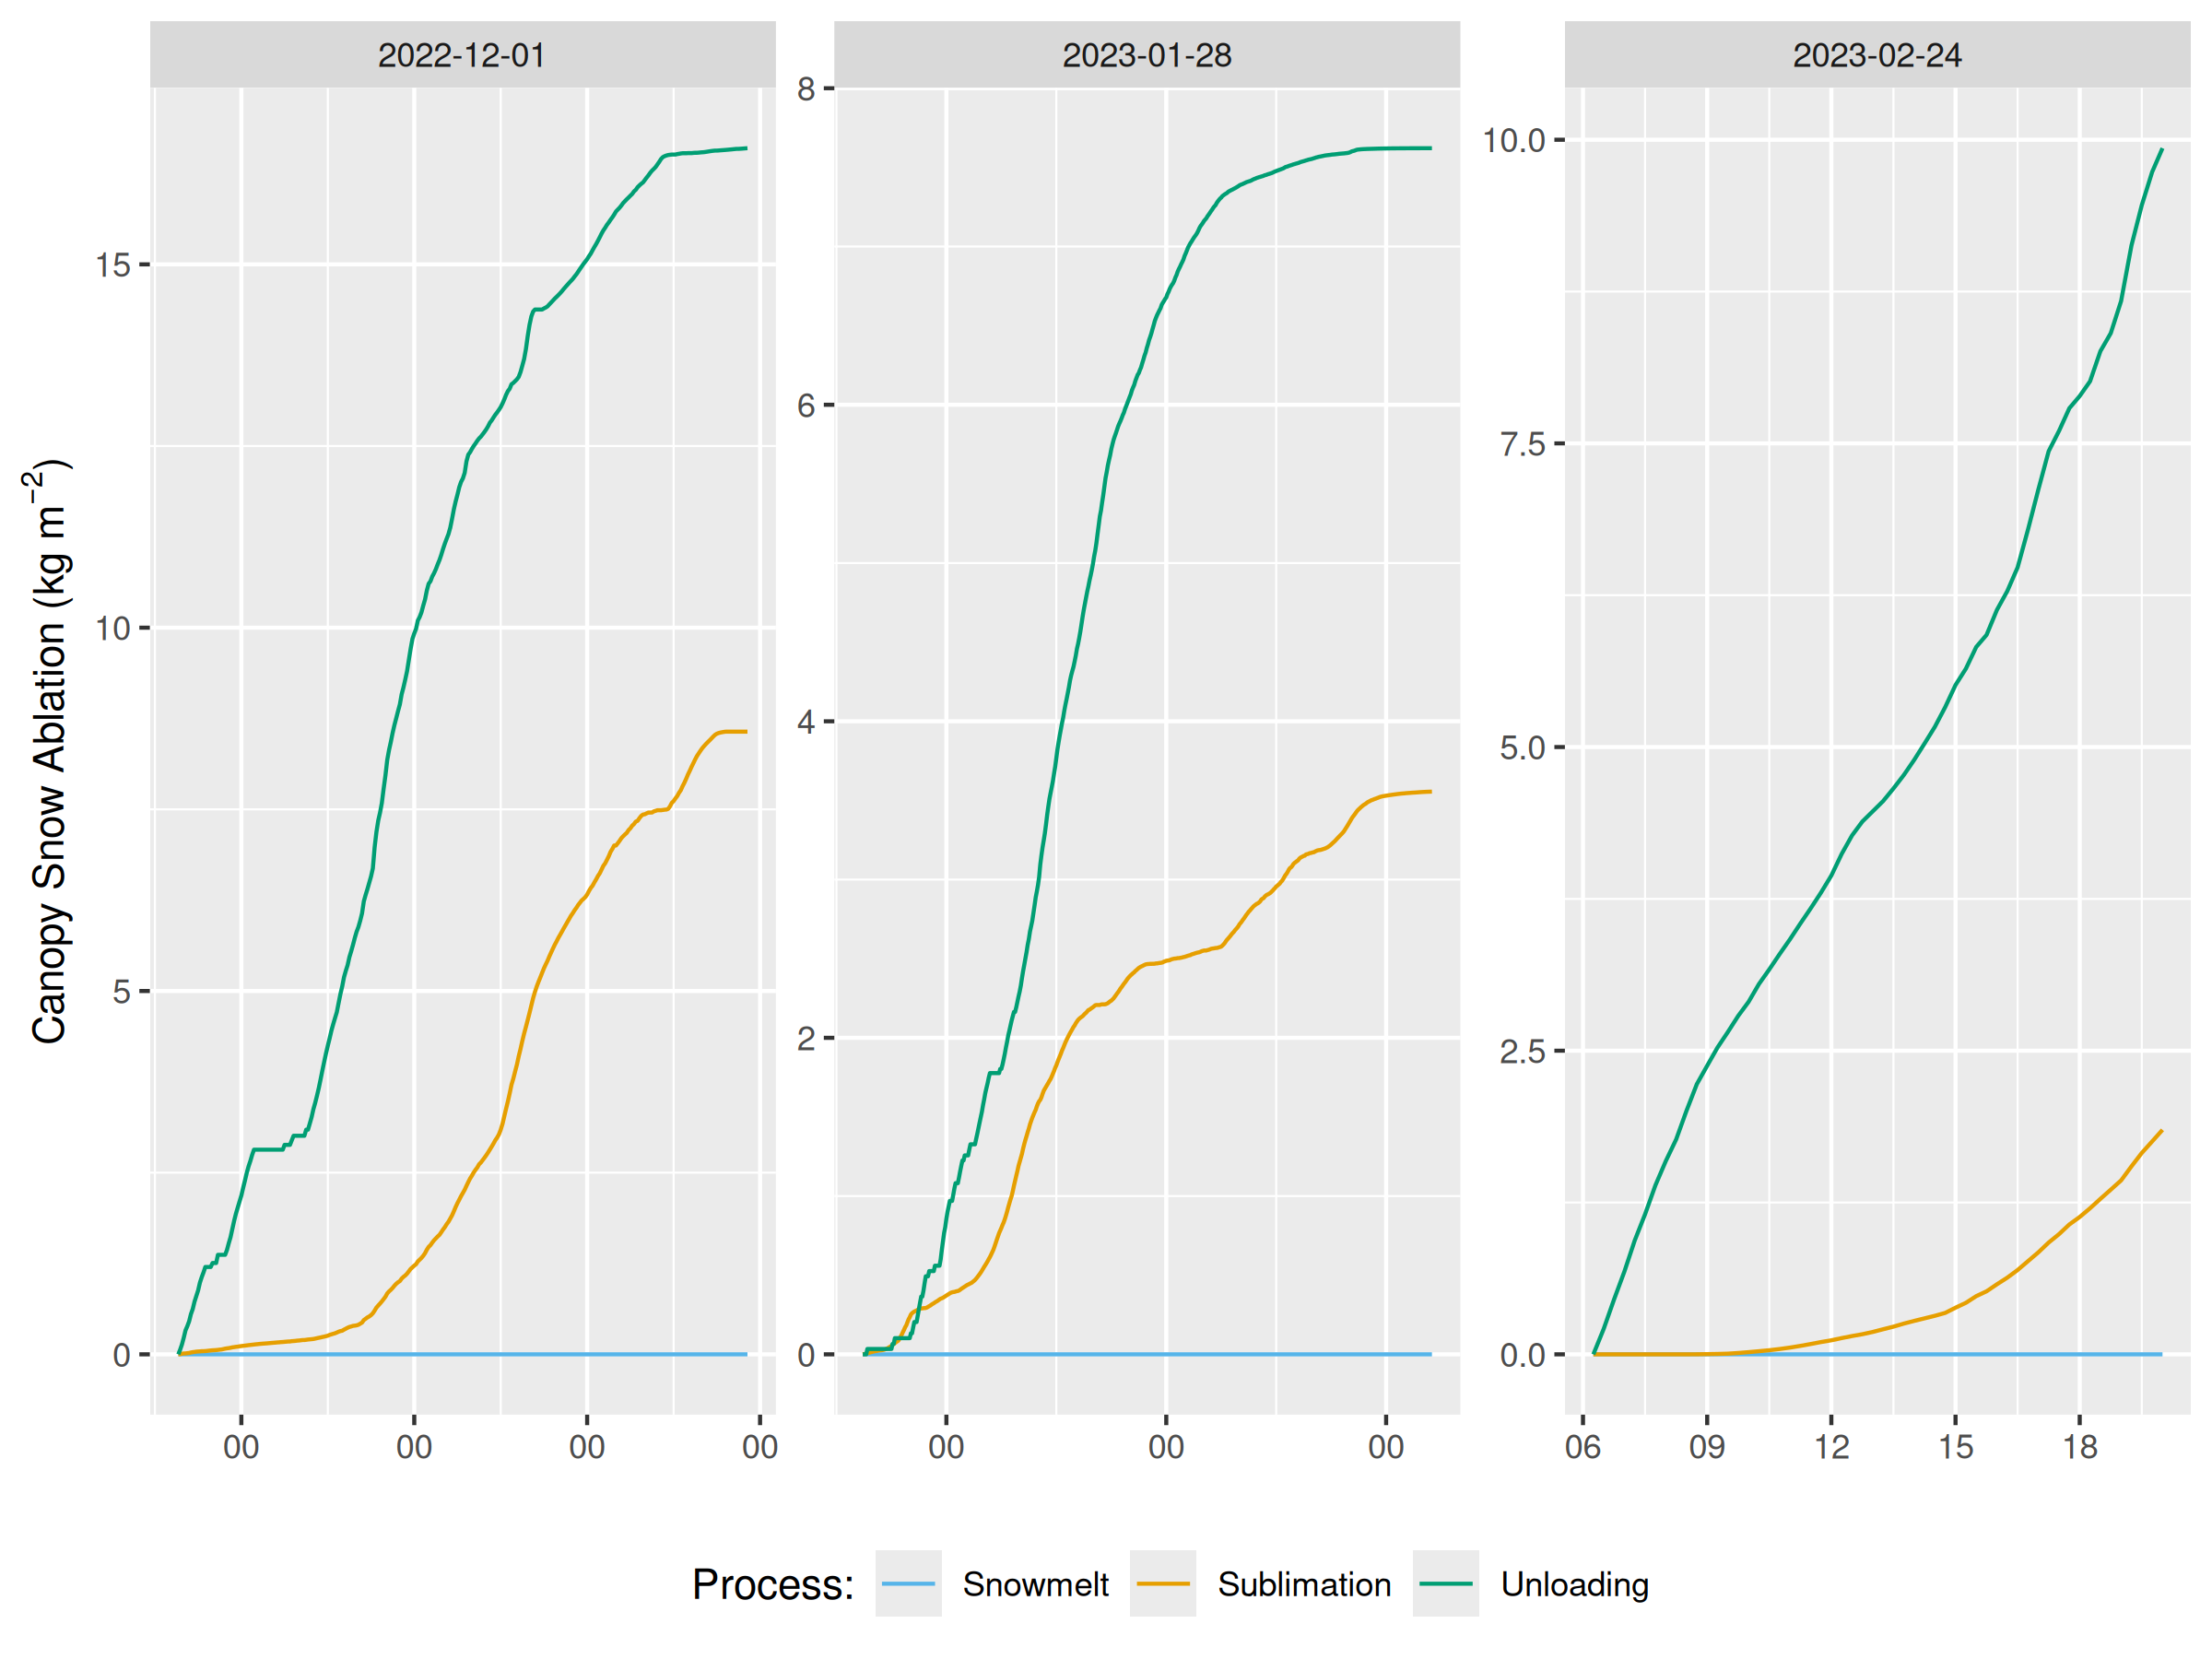 2022-12-01 2023-01-28 2023-02-24
Canopy Snow Ablation (kg m⁻²)
15
10
5
0
8
6
4
2
0
10.0
7.5
5.0
2.5
0.0
00 00 00 00
00 00 00
06 09 12 15 18
Process: Snowmelt Sublimation Unloading